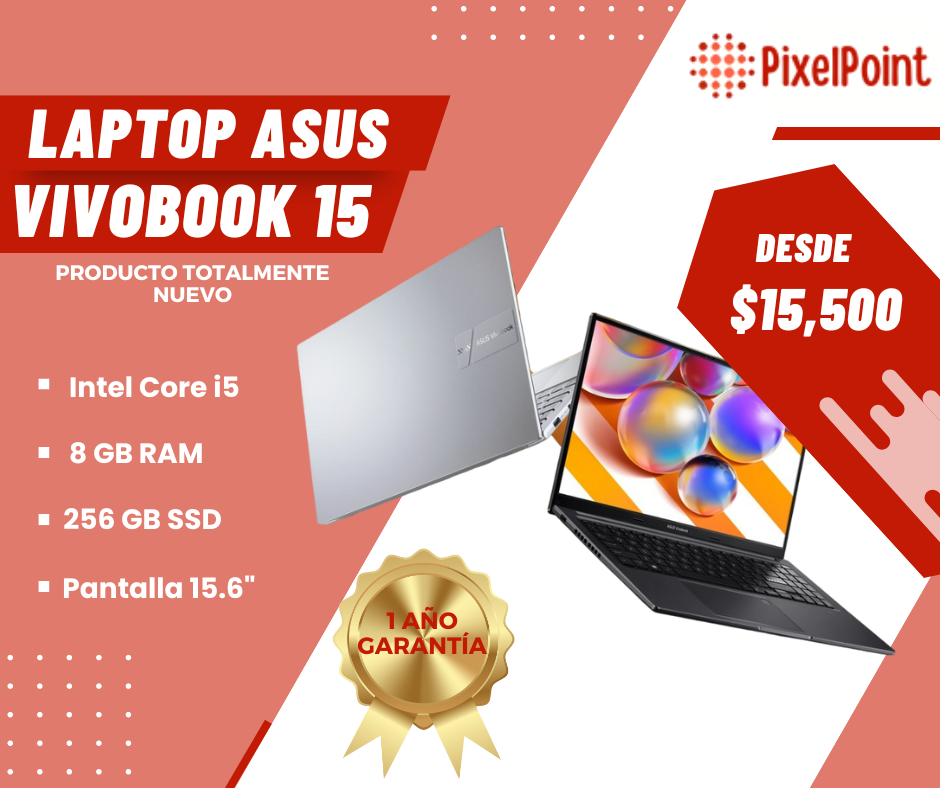 PixelPoint
LAPTOP ASUS
VIVOBOOK 15
PRODUCTO TOTALMENTE
NUEVO
DESDE
$15,500
Intel Core i5
8 GB RAM
256 GB SSD
Pantalla 15.6"
1 AÑO
GARANTÍA